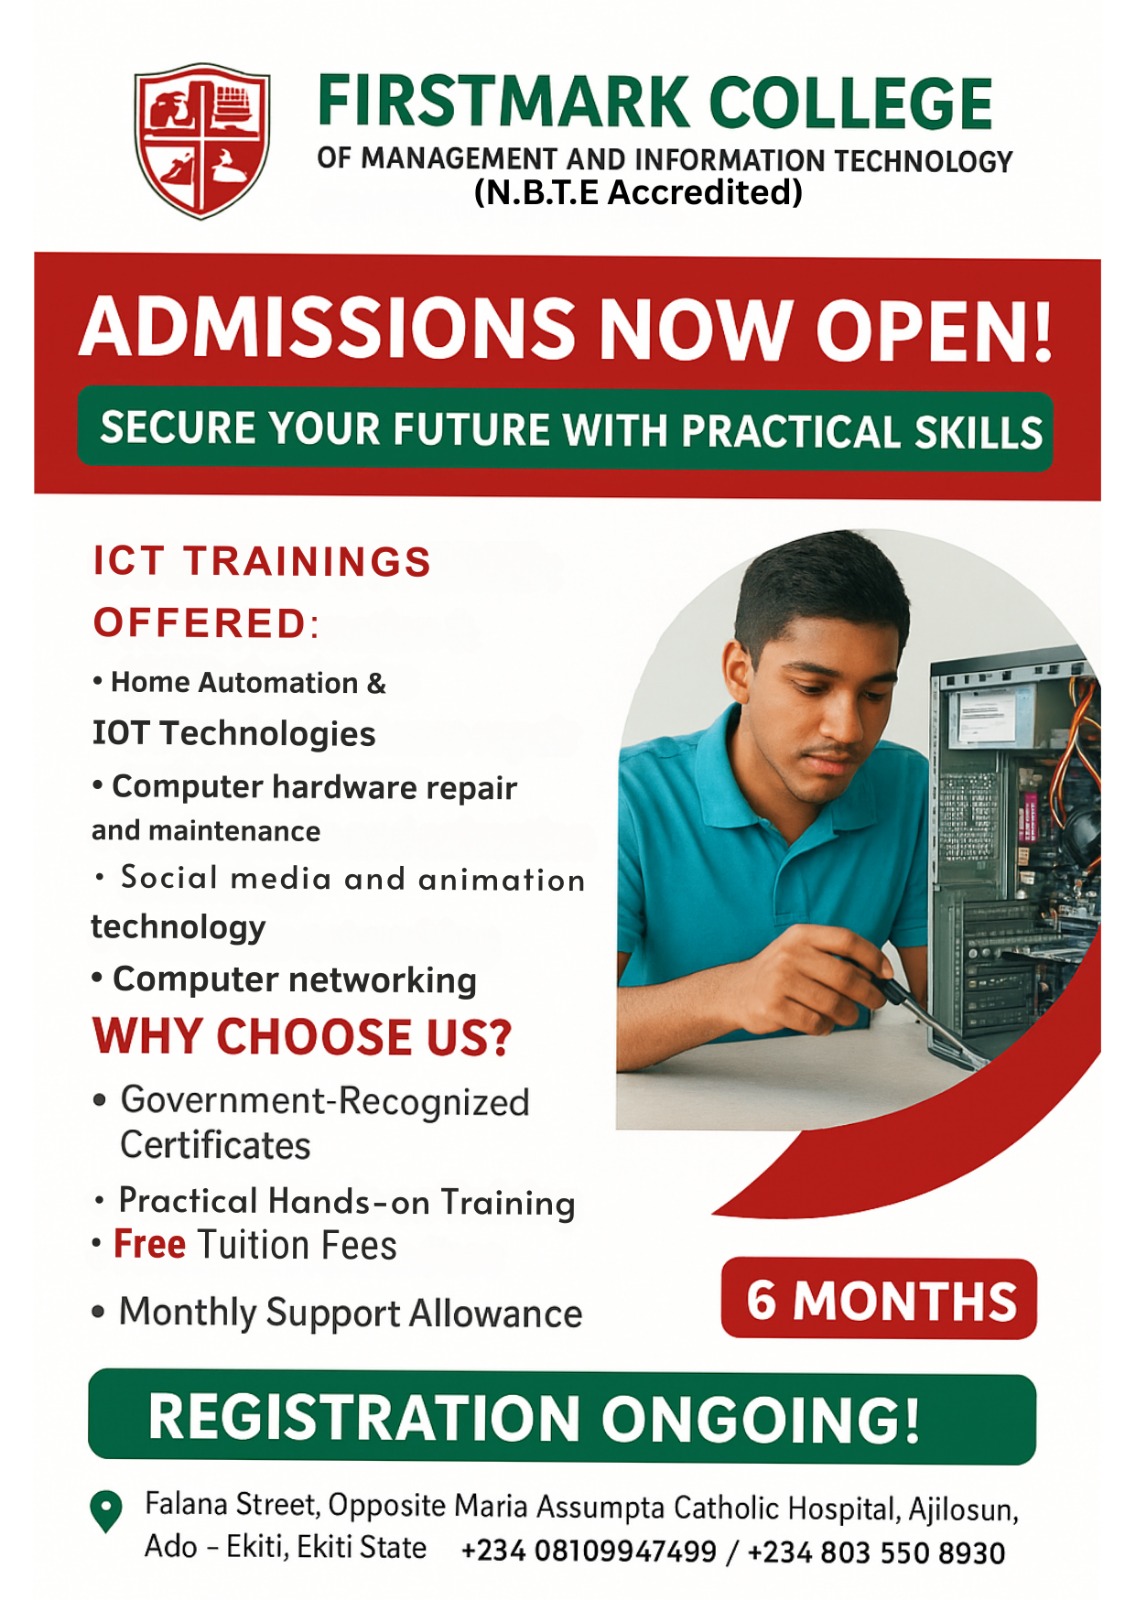 FIRSTMARK COLLEGE
OF MANAGEMENT AND INFORMATION TECHNOLOGY
(N.B.T.E Accredited)
ADMISSIONS NOW OPEN!
SECURE YOUR FUTURE WITH PRACTICAL SKILLS
ICT TRAININGS
OFFERED:
• Home Automation &
IOT Technologies
• Computer hardware repair
and maintenance
• Social media and animation
technology
• Computer networking
WHY CHOOSE US?
• Government-Recognized
Certificates
• Practical Hands-on Training
• Free Tuition Fees
• Monthly Support Allowance
6 MONTHS
REGISTRATION ONGOING!
Falana Street, Opposite Maria Assumpta Catholic Hospital, Ajilosun,
Ado – Ekiti, Ekiti State +234 08109947499 / +234 803 550 8930